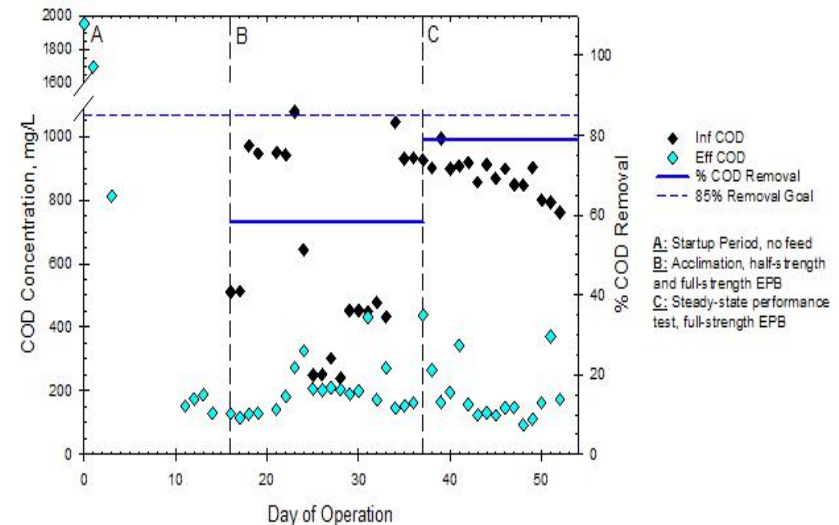 A
B
C
2000
1800
1600
1000
800
600
400
200
0
COD Concentration, mg/L
100
80
60
40
20
0
% COD Removal
0
10
20
30
40
50
Day of Operation
Inf COD
Eff COD
% COD Removal
85% Removal Goal
A: Startup Period, no feed
B: Acclimation, half-strength
and full-strength EPB
C: Steady-state performance
test, full-strength EPB